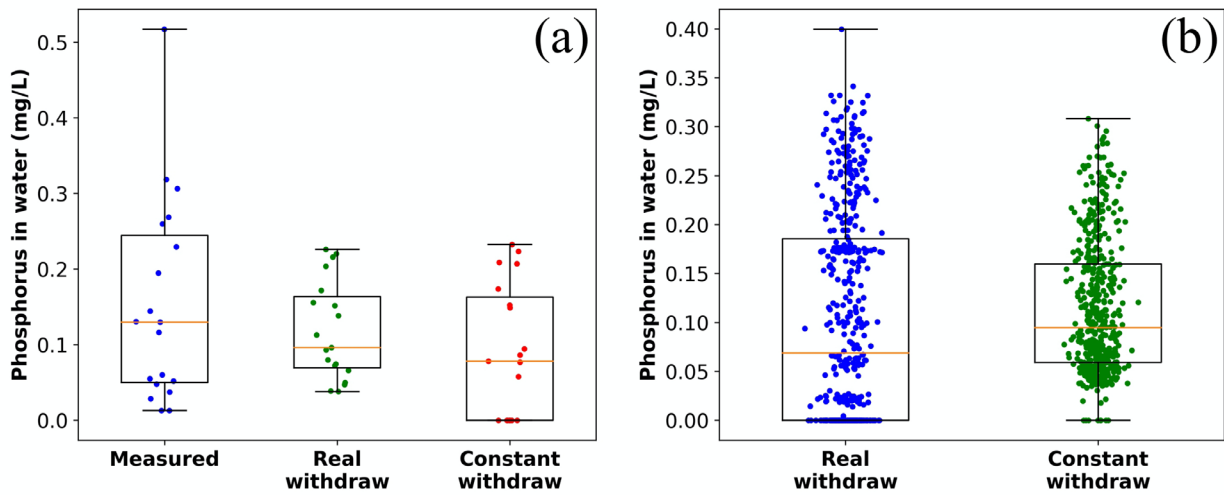 (a)
Phosphorus in water (mg/L)
0.5
0.4
0.3
0.2
0.1
0.0
Measured
Real
withdraw
Constant
withdraw
(b)
Phosphorus in water (mg/L)
0.40
0.35
0.30
0.25
0.20
0.15
0.10
0.05
0.00
Real
withdraw
Constant
withdraw